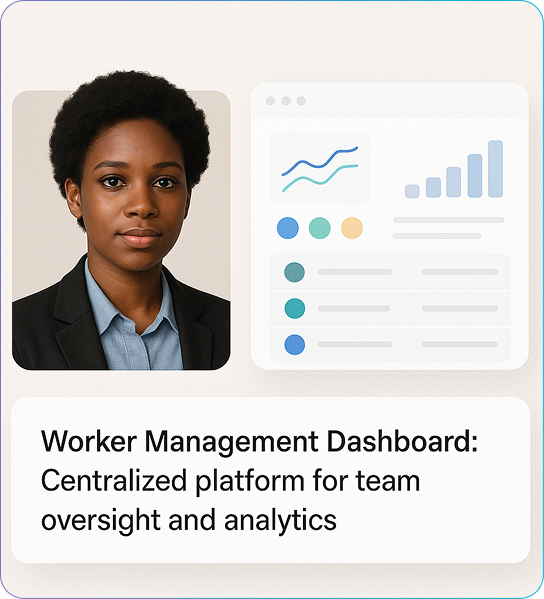 Worker Management Dashboard:
Centralized platform for team
oversight and analytics